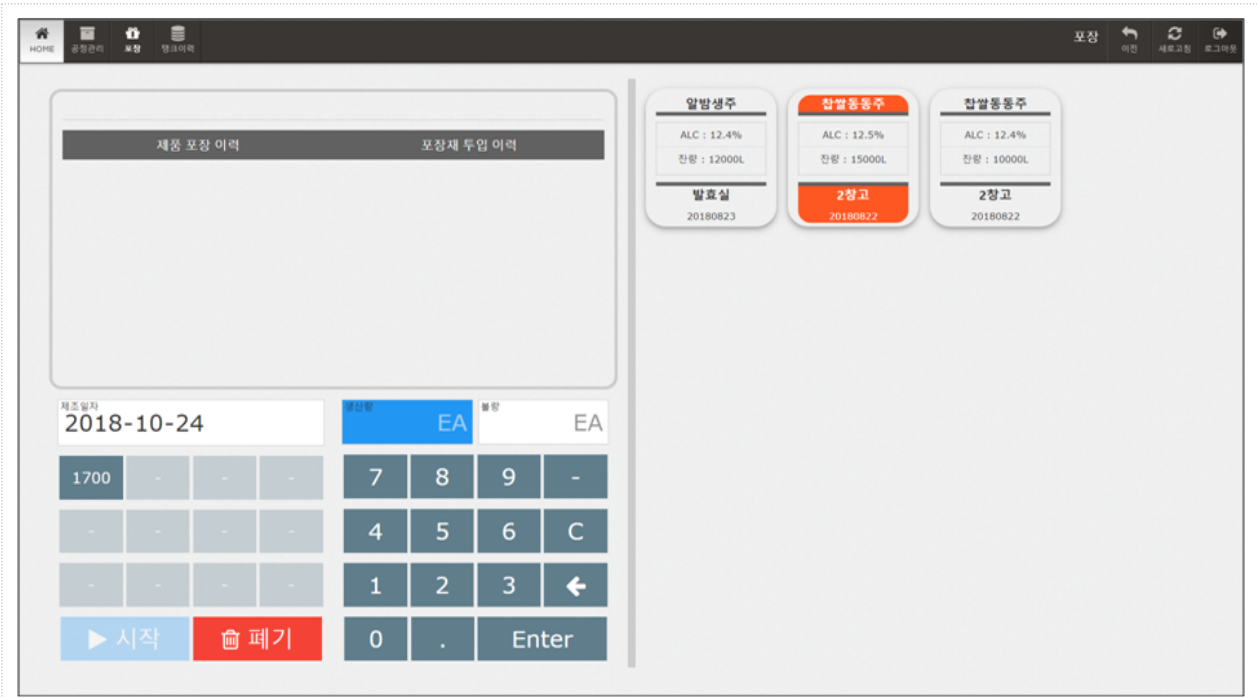 HOME 공정관리 포장 탱크이력
포장 이전 새로고침 로그아웃
제품 포장 이력 포장재 투입 이력
제조일자
2018-10-24
생산량
EA
불량
EA
1700 - - -
- - - -
- - - -
시작 폐기
7 8 9 -
4 5 6 C
1 2 3
0 . Enter
알밤생주
ALC : 12.4%
잔량 : 12000L
발효실
20180823
찹쌀동동주
ALC : 12.5%
잔량 : 15000L
2창고
20180822
찹쌀동동주
ALC : 12.4%
잔량 : 10000L
2창고
20180822